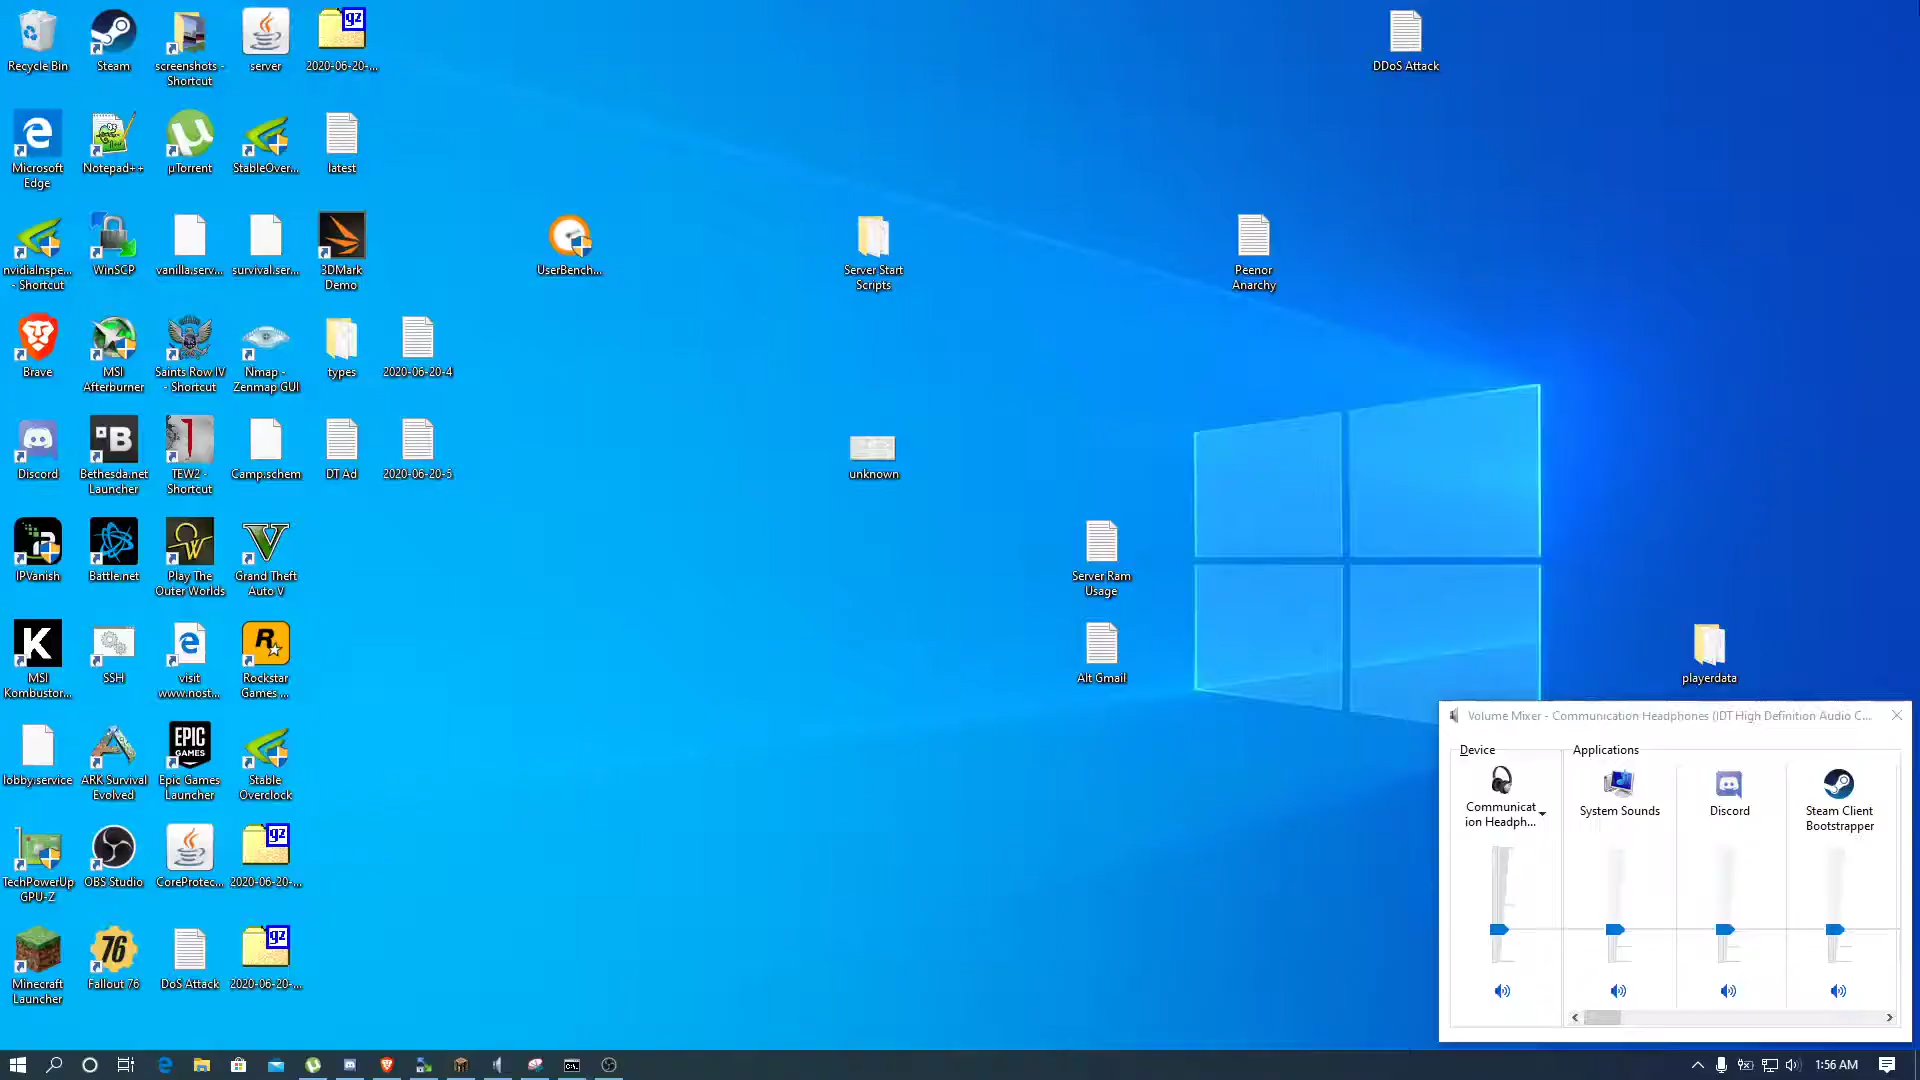 Recycle Bin
Steam
screenshots -
Shortcut
server
gz
2020-06-20-...
DDoS Attack
Microsoft
Edge
Notepad++
µTorrent
StableOver...
latest
nvidiaInspe...
- Shortcut
WinSCP
vanilla.serv...
survival.ser...
3DMark
Demo
UserBench...
Server Start
Scripts
Peenor
Anarchy
Brave
MSI
Afterburner
Saints Row IV
- Shortcut
Nmap -
Zenmap GUI
types
2020-06-20-4
Discord
Bethesda.net
Launcher
TEW2 -
Shortcut
Camp.schem
DT Ad
2020-06-20-5
unknown
IPVanish
Battle.net
Play The
Outer Worlds
Grand Theft
Auto V
Server Ram
Usage
MSI
Kombustor...
SSH
visit
www.nost...
Rockstar
Games ...
Alt Gmail
playerdata
lobby.service
ARK Survival
Evolved
EPIC
GAMES
Epic Games
Launcher
Stable
Overclock
TechPowerUp
GPU-Z
OBS Studio
CoreProtec...
gz
2020-06-20-...
Minecraft
Launcher
76
Fallout 76
DoS Attack
gz
2020-06-20-...
Volume Mixer - Communication Headphones (IDT High Definition Audio C...
Device
Applications
Communicat
ion Headph...
System Sounds
Discord
Steam Client
Bootstrapper
1:56 AM